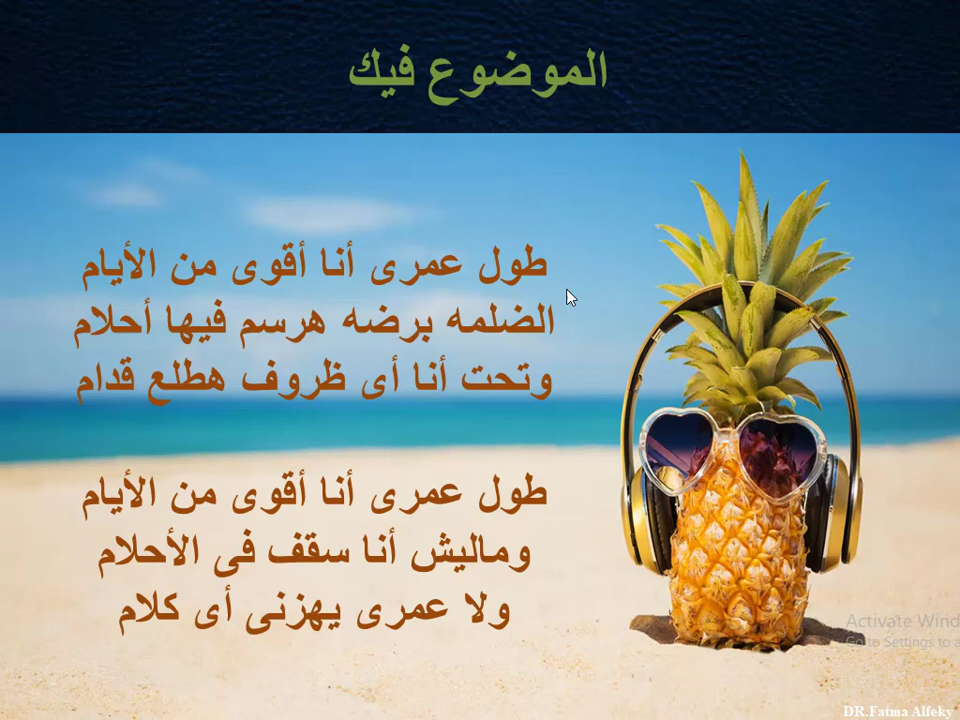 الموضوع فيك
طول عمرى أنا أقوى من الأيام
الضلمه برضه هرسم فيها أحلام
وتحت أنا أى ظروف هطلع قدام
طول عمرى أنا أقوى من الأيام
وماليش أنا سقف فى الأحلام
ولا عمرى يهزنى أى كلام
Activate Wind
Go to Settings to a
DR.Fatma Alfeky